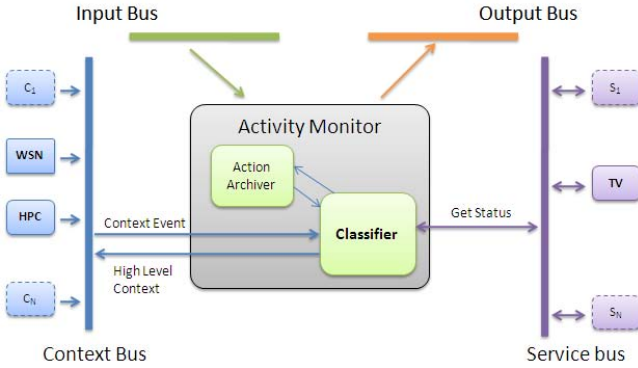 Input Bus
Output Bus
C1
WSN
HPC
CN
Context Bus
Activity Monitor
Action
Archiver
Classifier
Context Event
High Level
Context
Get Status
S1
TV
SN
Service bus